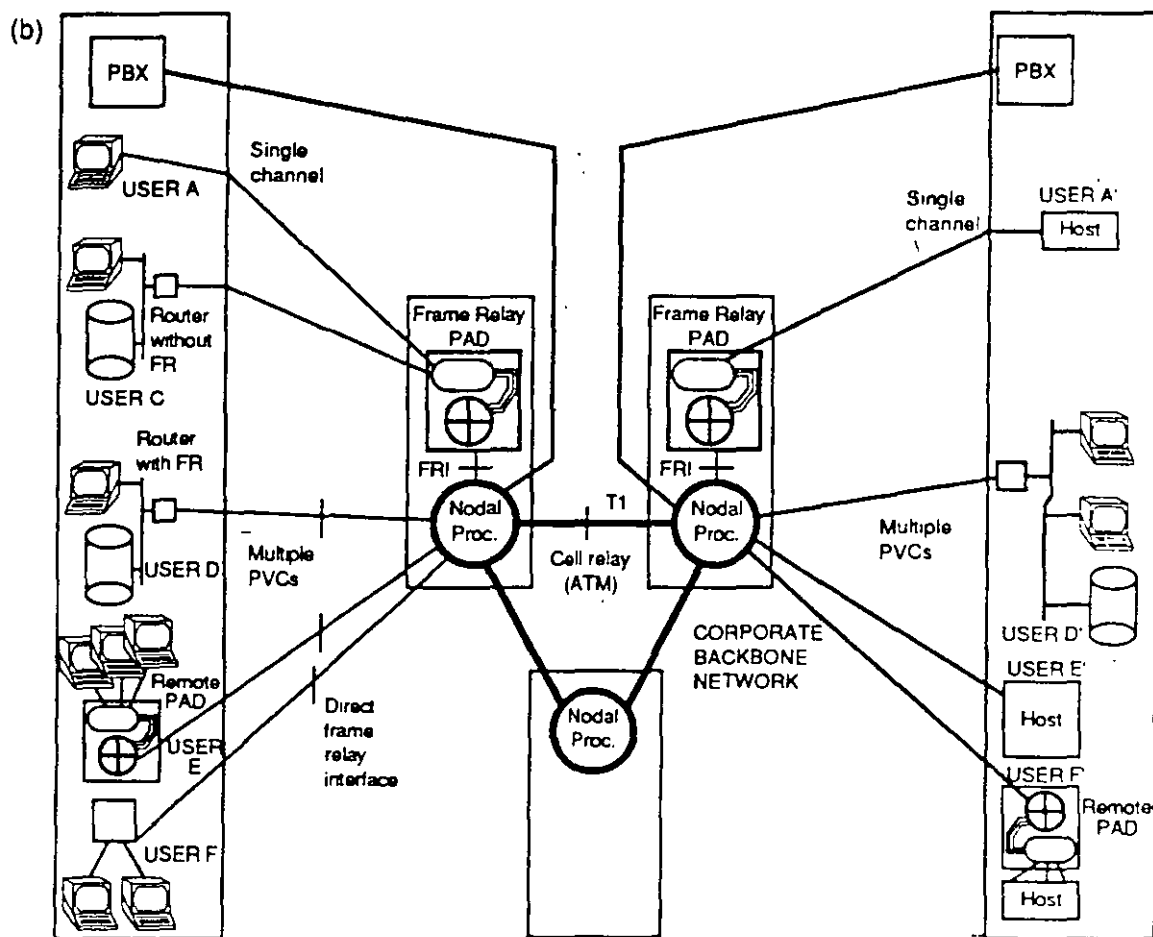 (b)
PBX
PBX
USER A
Single
channel
USER A'
Host
Single
channel
Router
without
FR
USER C
Frame Relay
PAD
Frame Relay
PAD
Router
with FR
USER D
FRI
FRI
Nodal
Proc.
T1
Nodal
Proc.
Cell relay
(ATM)
Multiple
PVCs
Multiple
PVCs
USER D'
Remote
PAD
USER
E
Direct
frame
relay
interface
CORPORATE
BACKBONE
NETWORK
Nodal
Proc.
USER E'
Host
USER F'
Remote
PAD
Host
USER F